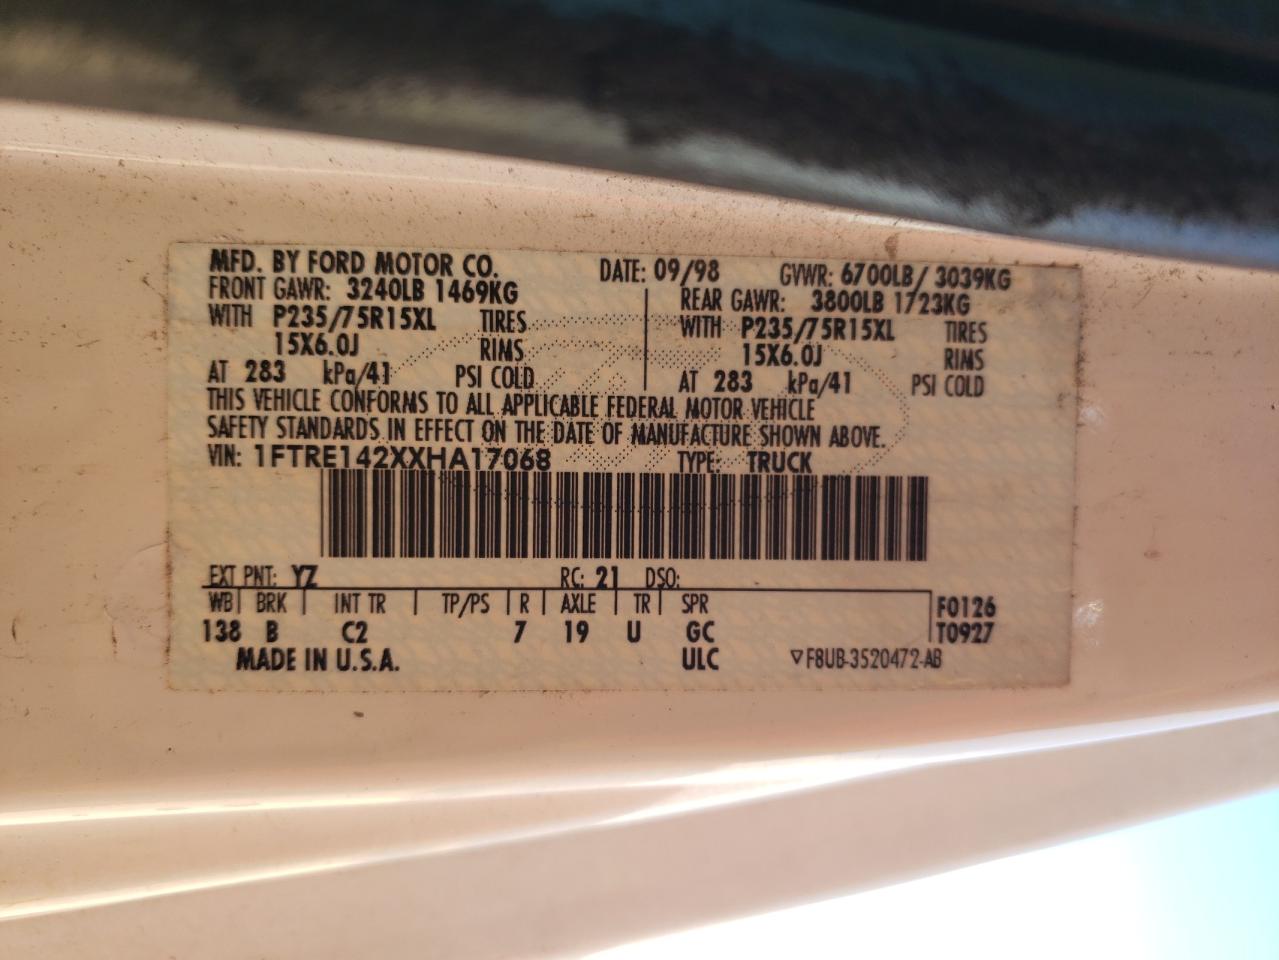 MFD. BY FORD MOTOR CO. DATE: 09/98 GVWR: 6700LB/ 3039KG
FRONT GAWR: 3240LB 1469KG REAR GAWR: 3800LB 1723KG
WITH P235/75R15XL TIRES WITH P235/75R15XL TIRES
15X6.0J RIMS 15X6.0J RIMS
AT 283 kPa/41 PSI COLD AT 283 kPa/41 PSI COLD
THIS VEHICLE CONFORMS TO ALL APPLICABLE FEDERAL MOTOR VEHICLE
SAFETY STANDARDS IN EFFECT ON THE DATE OF MANUFACTURE SHOWN ABOVE.
VIN: 1FTRE142XXHA17068 TYPE: TRUCK
EXT PNT: YZ RC: 21 DSO:
WB BRK INT TR TP/PS R AXLE TR SPR F0126
138 B C2 7 19 U GC T0927
MADE IN U.S.A. ULC ▽F8UB-3520472-AB